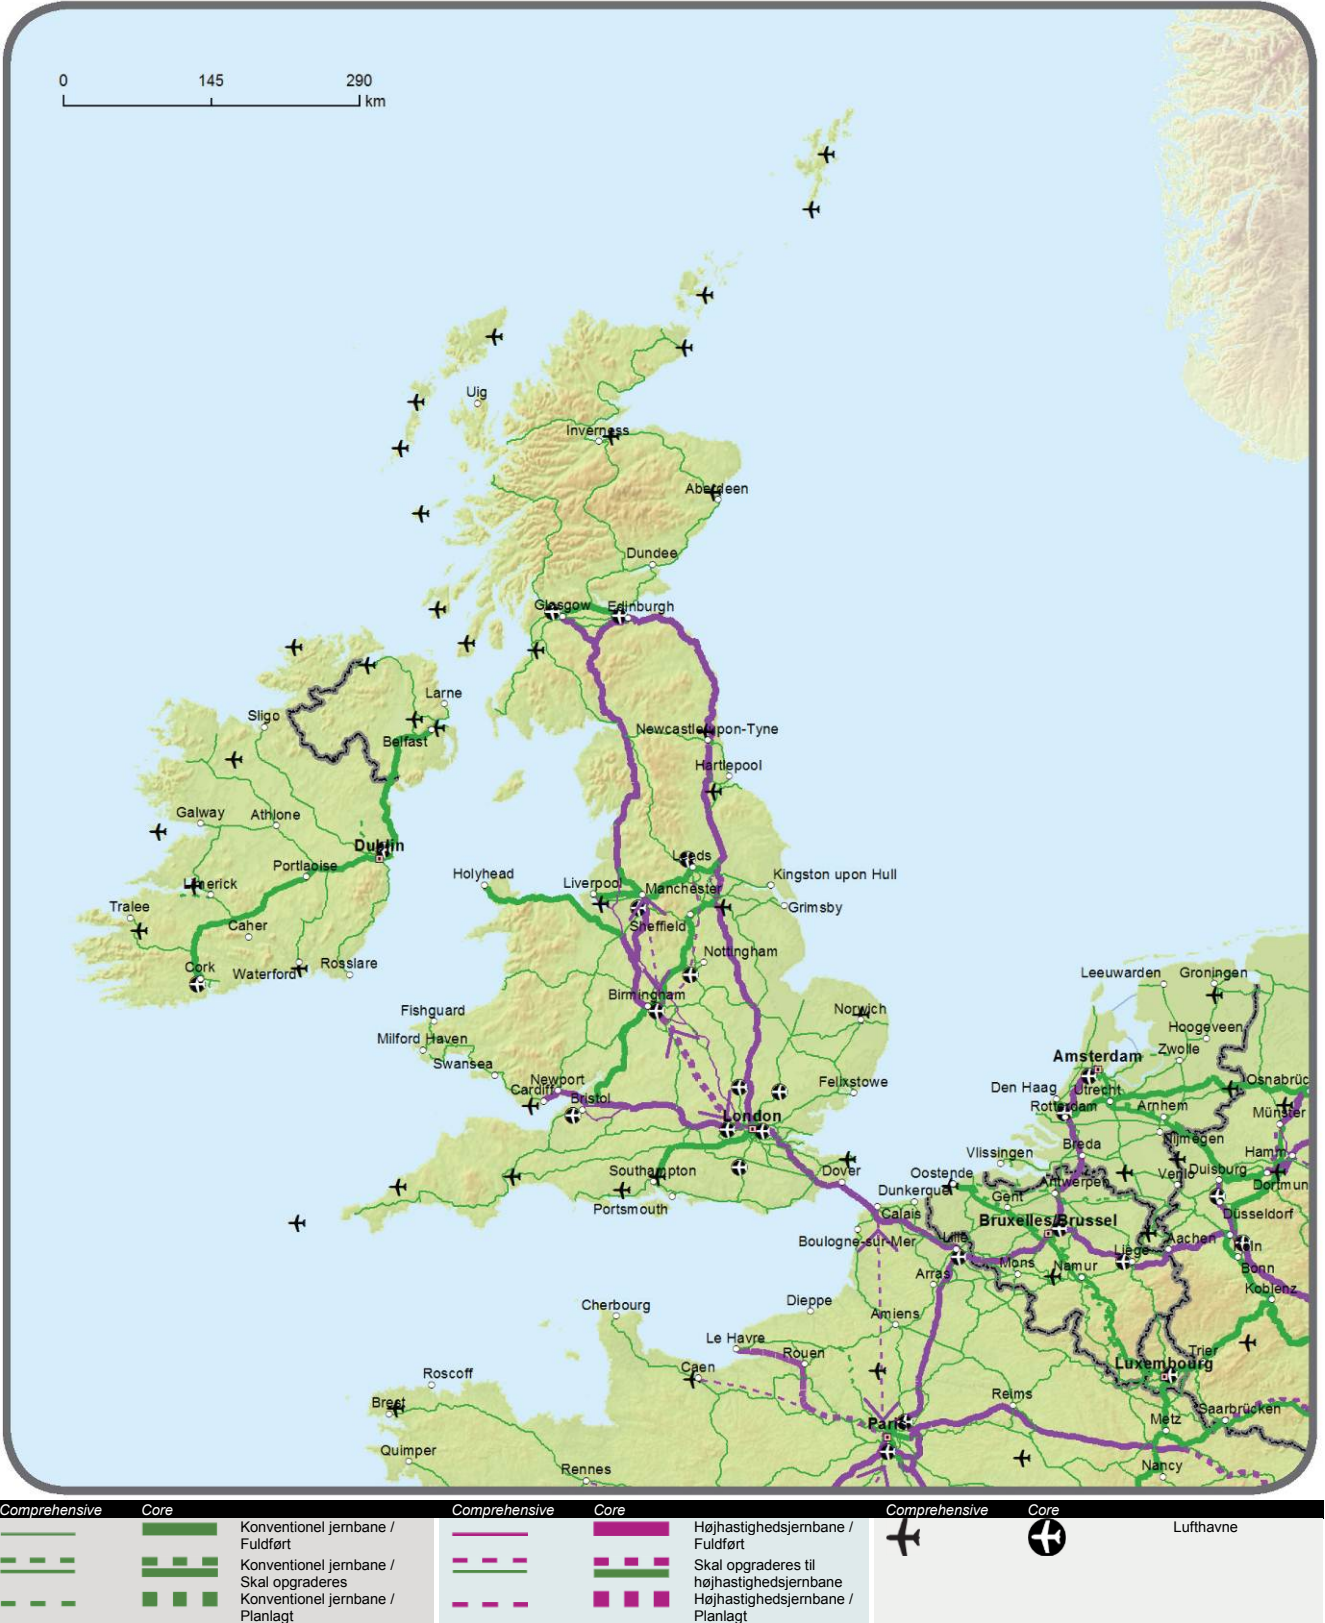 0 145 290
km
Uig
Inverness
Aberdeen
Dundee
Glasgow Edinburgh
Larne
Sligo
Newcastle-upon-Tyne
Belfast
Hartlepool
Galway Athlone
Dublin
Leeds
Portlaoise
Holyhead Kingston upon Hull
Limerick Liverpool Manchester
Tralee Grimsby
Caher Sheffield
Nottingham
Cork Waterford Rosslare
Leeuwarden Groningen
Birmingham
Fishguard Norwich
Hoogeveen
Milford Haven
Zwolle
Swansea Amsterdam
Newport Felixstowe Den Haag Utrecht Osnabrüc
Cardiff Bristol Rotterdam Arnhem Münster
London
Nijmegen
Breda
Vlissingen Hamm
Southampton Dover Oostende Venlo Duisburg
Antwerpen Dortmun
Portsmouth Dunkerque Gent
Calais Düsseldorf
Bruxelles/Brussel
Boulogne-sur-Mer Lille Aachen
Liège Köln
Arras Mons Namur Bonn
Koblenz
Cherbourg Dieppe
Amiens
Le Havre
Rouen Trier
Caen Luxembourg
Roscoff
Reims
Brest Saarbrücken
Paris Metz
Quimper
Rennes Nancy
Comprehensive Core Comprehensive Core Comprehensive Core
Konventionel jernbane / Højhastighedsjernbane / Lufthavne
Fuldført Fuldført
Konventionel jernbane / Skal opgraderes til
Skal opgraderes højhastighedsjernbane
Konventionel jernbane / Højhastighedsjernbane /
Planlagt Planlagt